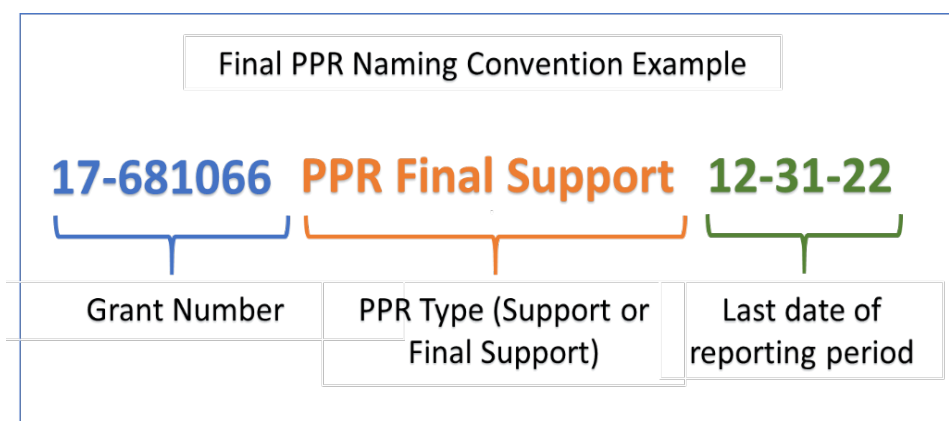 Final PPR Naming Convention Example
17-681066 PPR Final Support 12-31-22
Grant Number
PPR Type (Support or
Final Support)
Last date of
reporting period